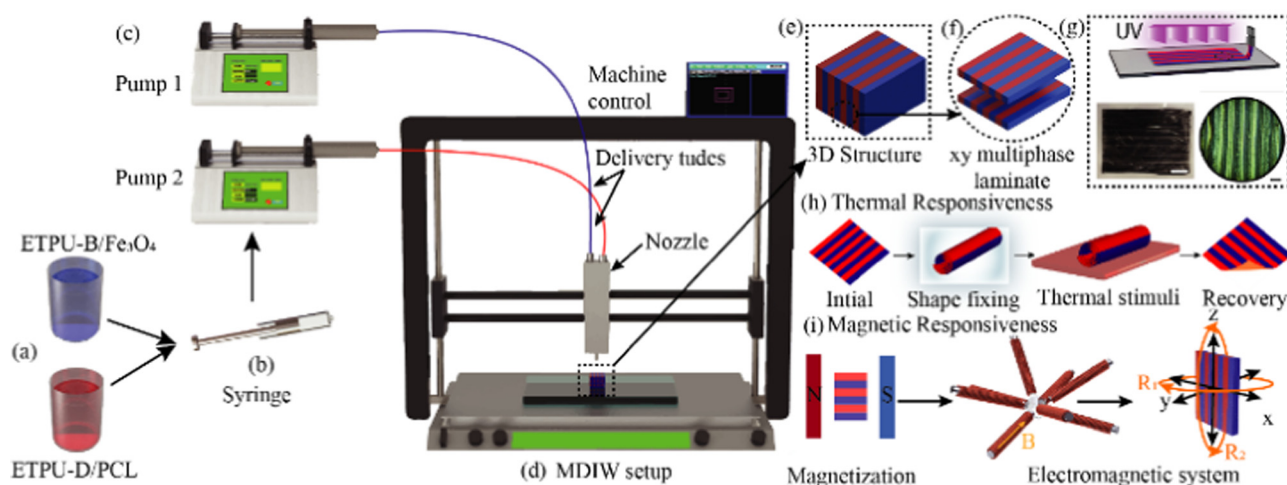 (c)
Pump 1
Pump 2
ETPU-B/Fe₃O₄
(a)
(b)
Syringe
ETPU-D/PCL
Machine
control
Delivery tudes
Nozzle
(d) MDIW setup
(e)
3D Structure
(f)
xy multiphase
laminate
(g)
UV
(h) Thermal Responsiveness
Intial
Shape fixing
Thermal stimuli
Recovery
(i) Magnetic Responsiveness
N
S
Magnetization
B
Electromagnetic system
z
R₁
y
x
R₂